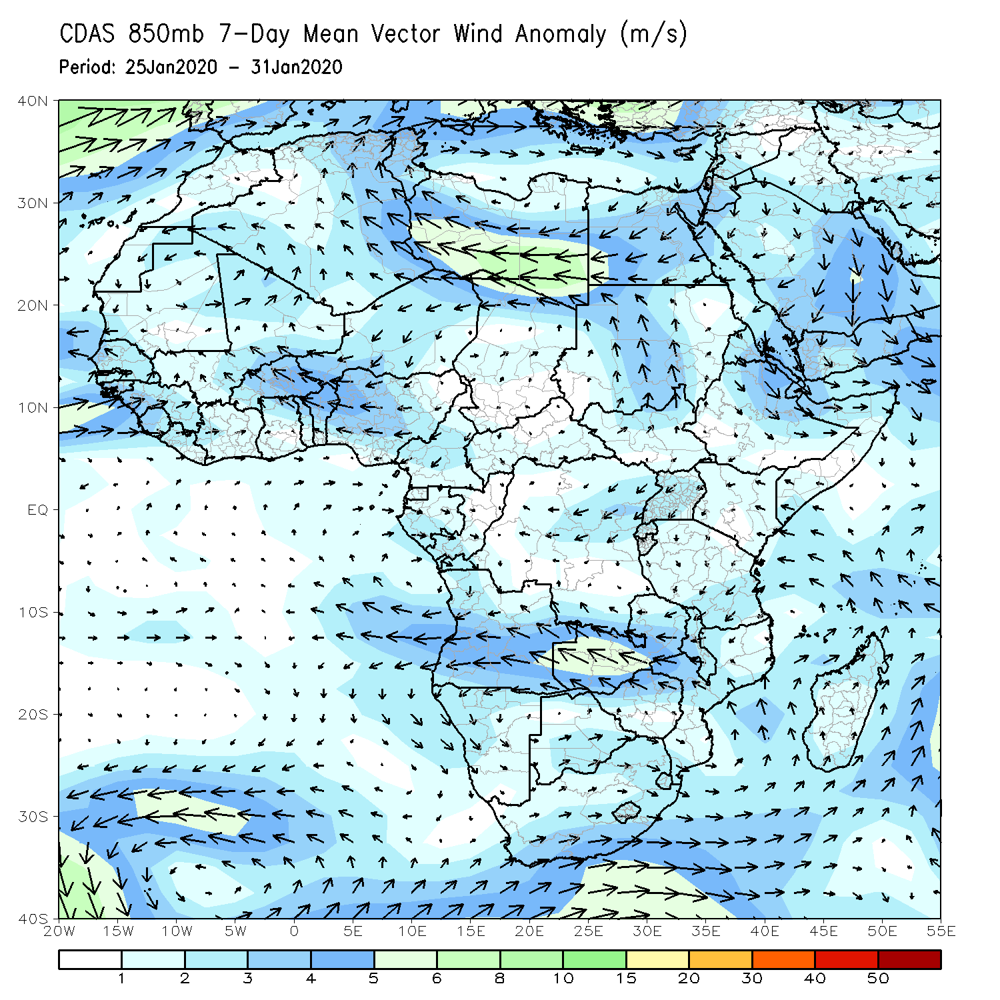 CDAS 850mb 7-Day Mean Vector Wind Anomaly (m/s)
Period: 25Jan2020 - 31Jan2020
40N
30N
20N
10N
EQ
10S
20S
30S
40S
20W 15W 10W 5W 0 5E 10E 15E 20E 25E 30E 35E 40E 45E 50E 55E
1 2 3 4 5 6 8 10 15 20 30 40 50